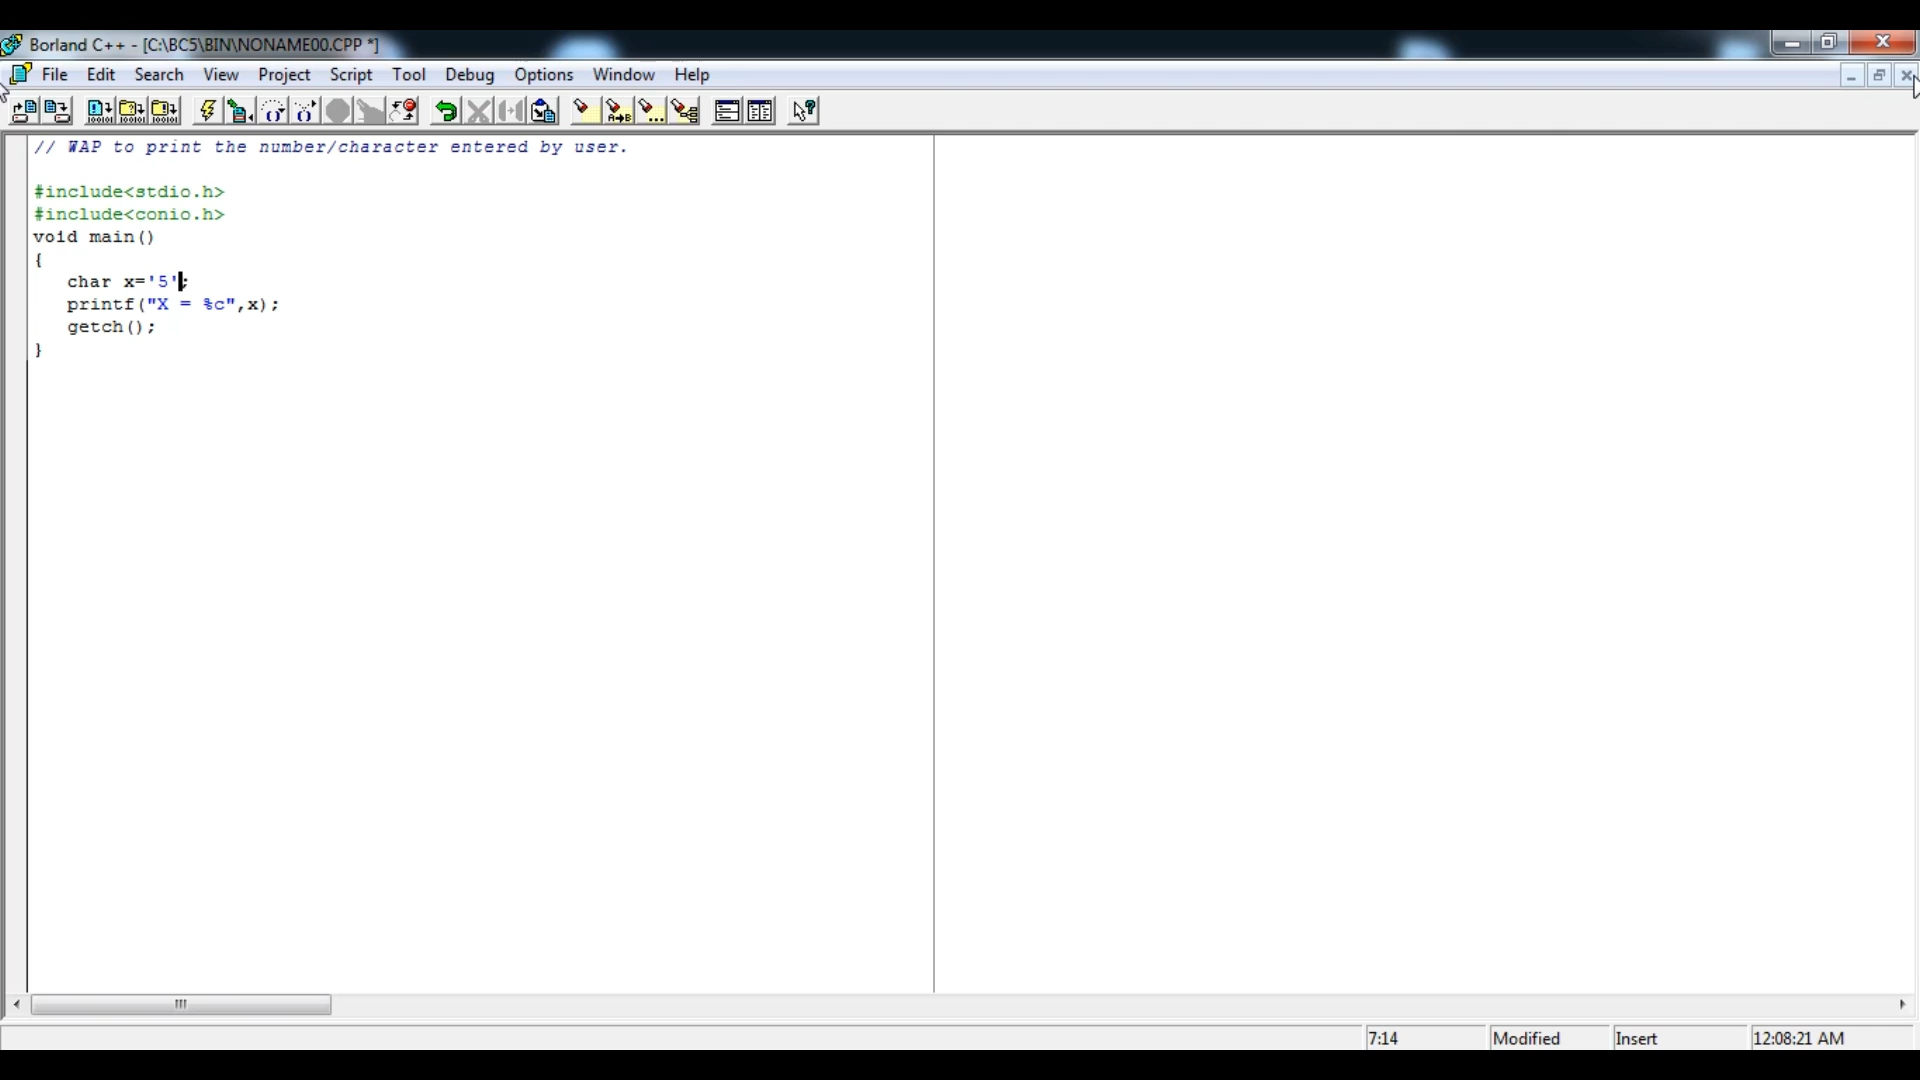 Borland C++ - [C:\BC5\BIN\NONAME00.CPP *]
File Edit Search View Project Script Tool Debug Options Window Help
// WAP to print the number/character entered by user.
#include<stdio.h>
#include<conio.h>
void main()
{
char x='5';
printf("X = %c",x);
getch();
}
7:14 Modified Insert 12:08:21 AM